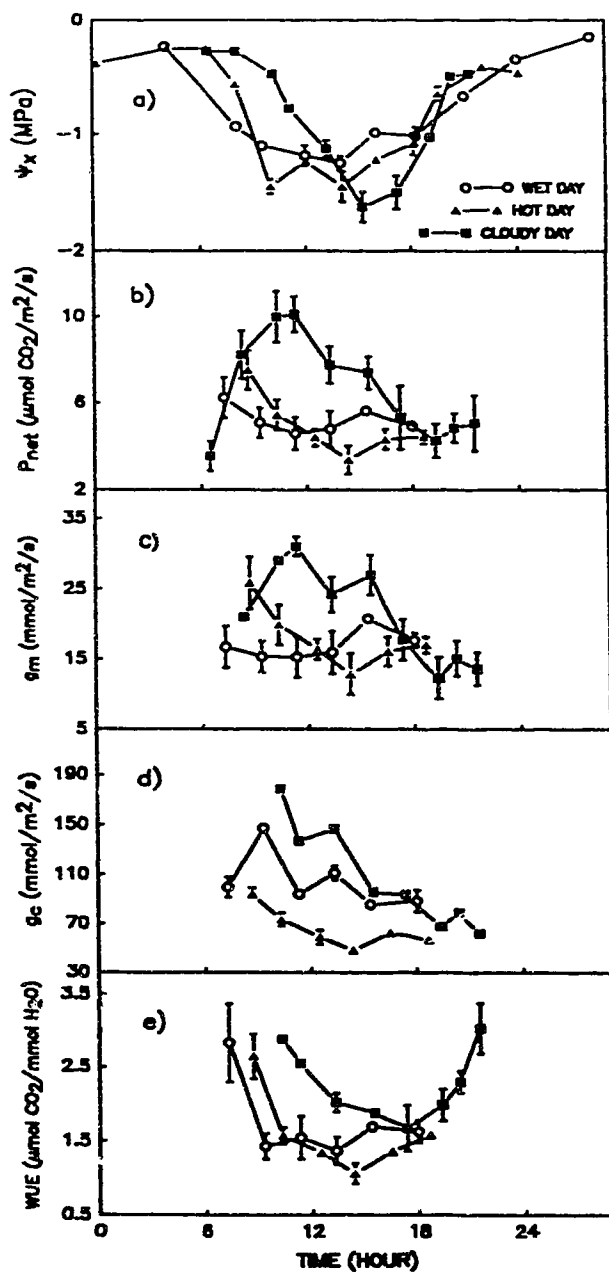 0
a)
ψx (MPa)
-1
WET DAY
HOT DAY
CLOUDY DAY
-2
b)
Pnet (μmol CO2/m2/s)
10
6
2
35
c)
gm (mmol/m2/s)
25
15
5
190
d)
gc (mmol/m2/s)
150
110
70
30
3.5
e)
WUE (μmol CO2/mmol H2O)
2.5
1.5
0.5
0 6 12 18 24
TIME (HOUR)